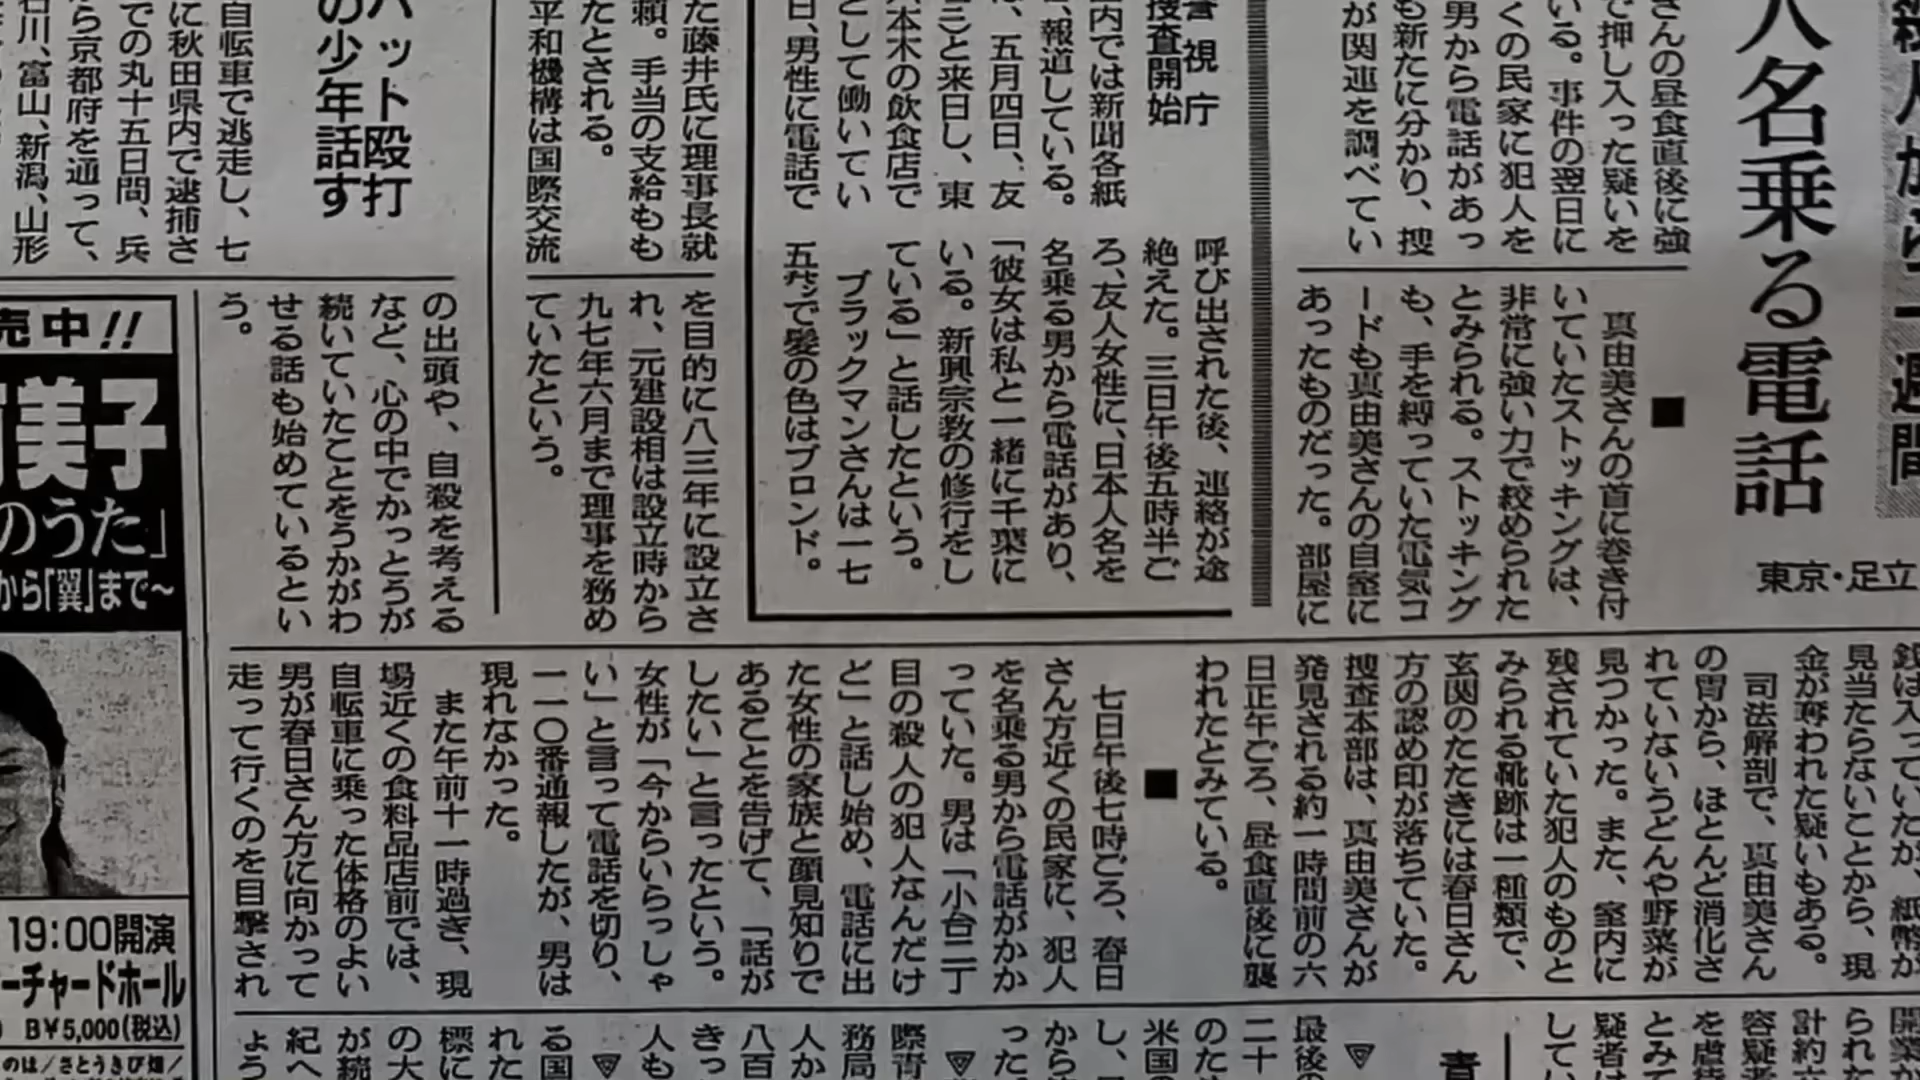 人名乗る電話
東京・足立
さんの昼食直後に強
で押し入った疑いを
いる。事件の翌日に
くの民家に犯人を
男から電話があっ
も新たに分かり、捜
が関連を調べてい
■
真由美さんの首に巻き付
いていたストッキングは、
非常に強い力で絞められた
とみられる。ストッキング
も、手を縛っていた電気コ
ードも真由美さんの自室に
あったものだった。部屋に
見当たらないことから、現
金が奪われた疑いもある。
司法解剖で、真由美さん
の胃から、ほとんど消化さ
れていないうどんや野菜が
見つかった。また、室内に
残されていた犯人のものと
みられる靴跡は一種類で、
玄関のたたきには春日さん
方の認め印が落ちていた。
捜査本部は、真由美さんが
発見される約一時間前の六
日正午ごろ、昼食直後に襲
われたとみている。
■
七日午後七時ごろ、春日
さん方近くの民家に、犯人
を名乗る男から電話がかか
っていた。男は「小台二丁
目の殺人の犯人なんだけ
ど」と話し始め、電話に出
た女性の家族と顔見知りで
あることを告げて、「話が
したい」と言ったという。
女性が「今からいらっしゃ
い」と言って電話を切り、
一一〇番通報したが、男は
現れなかった。
また午前十一時過ぎ、現
場近くの食料品店前では、
自転車に乗った体格のよい
男が春日さん方に向かって
走って行くのを目撃され
警視庁
捜査開始
内では新聞各紙
報道している。
、五月四日、友
ごと来日し、東
六本木の飲食店で
として働いてい
日、男性に電話で
呼び出された後、連絡が途
絶えた。三日午後五時半ご
ろ、友人女性に、日本人名を
名乗る男から電話があり、
「彼女は私と一緒に千葉に
いる。新興宗教の修行をし
ている」と話したという。
ブラックマンさんは一七
五㌢で髪の色はブロンド。
た藤井氏に理事長就
頼。手当の支給もも
たとされる。
平和機構は国際交流
を目的に八三年に設立さ
れ、元建設相は設立時から
九七年六月まで理事を務め
ていたという。
バット殴打
の少年話す
自転車で逃走し、七
に秋田県内で逮捕さ
での丸十五日間、兵
ら京都府を通って、
石川、富山、新潟、山形
の出頭や、自殺を考える
など、心の中でかっとうが
続いていたことをうかがわ
せる話も始めているとい
う。
売中!!
美子
のうた」
から「翼」まで～
19:00開演
ーチャードホール
B¥5,000(税込)
のは/さとうきび畑/